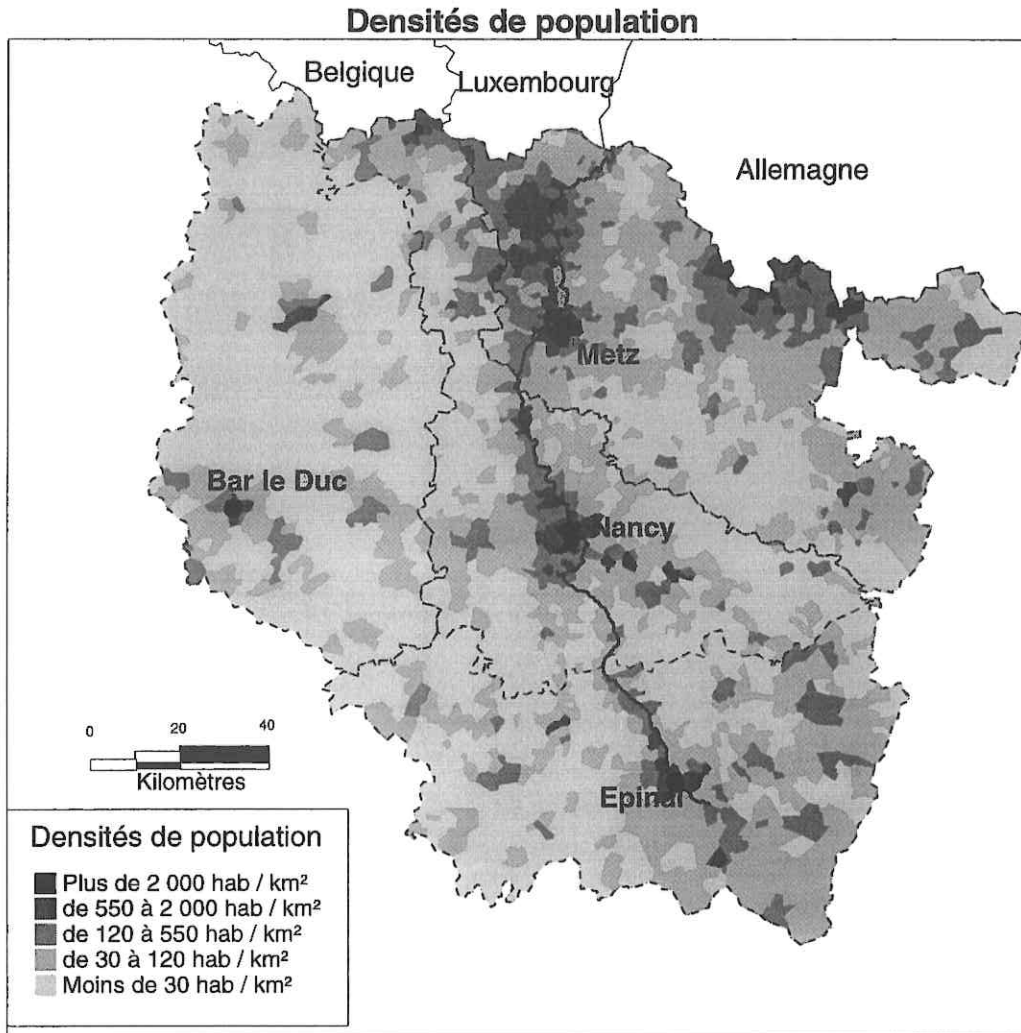 Densités de population
Belgique
Luxembourg
Allemagne
Metz
Bar le Duc
Nancy
0 20 40
Kilomètres
Epinal
Densités de population
Plus de 2 000 hab / km²
de 550 à 2 000 hab / km²
de 120 à 550 hab / km²
de 30 à 120 hab / km²
Moins de 30 hab / km²